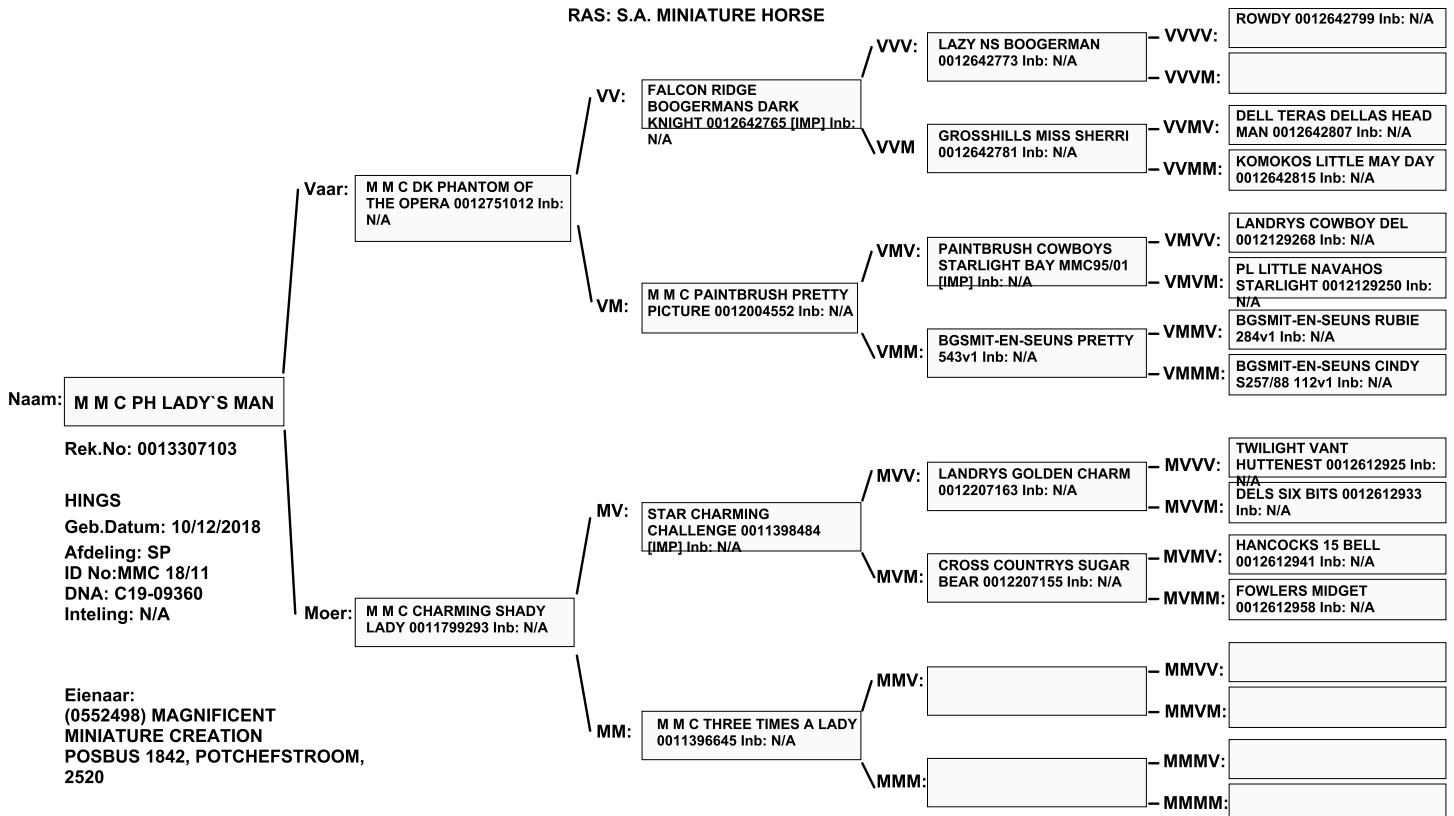 RAS: S.A. MINIATURE HORSE
Naam:
M M C PH LADY`S MAN
Rek.No: 0013307103
HINGS
Geb.Datum: 10/12/2018
Afdeling: SP
ID No:MMC 18/11
DNA: C19-09360
Inteling: N/A
Eienaar:
(0552498) MAGNIFICENT
MINIATURE CREATION
POSBUS 1842, POTCHEFSTROOM,
2520
Vaar:
M M C DK PHANTOM OF
THE OPERA 0012751012 Inb:
N/A
Moer:
M M C CHARMING SHADY
LADY 0011799293 Inb: N/A
VV:
FALCON RIDGE
BOOGERMANS DARK
KNIGHT 0012642765 [IMP] Inb:
N/A
VM:
M M C PAINTBRUSH PRETTY
PICTURE 0012004552 Inb: N/A
MV:
STAR CHARMING
CHALLENGE 0011398484
[IMP] Inb: N/A
MM:
M M C THREE TIMES A LADY
0011396645 Inb: N/A
VVV:
LAZY NS BOOGERMAN
0012642773 Inb: N/A
VVM
GROSSHILLS MISS SHERRI
0012642781 Inb: N/A
VMV:
PAINTBRUSH COWBOYS
STARLIGHT BAY MMC95/01
[IMP] Inb: N/A
VMM:
BGSMIT-EN-SEUNS PRETTY
543v1 Inb: N/A
MVV:
LANDRYS GOLDEN CHARM
0012207163 Inb: N/A
MVM:
CROSS COUNTRYS SUGAR
BEAR 0012207155 Inb: N/A
MMV:
MMM:
VVVV:
ROWDY 0012642799 Inb: N/A
VVVM:
VVMV:
DELL TERAS DELLAS HEAD
MAN 0012642807 Inb: N/A
VVMM:
KOMOKOS LITTLE MAY DAY
0012642815 Inb: N/A
VMVV:
LANDRYS COWBOY DEL
0012129268 Inb: N/A
VMVM:
PL LITTLE NAVAHOS
STARLIGHT 0012129250 Inb:
N/A
VMMV:
BGSMIT-EN-SEUNS RUBIE
284v1 Inb: N/A
VMMM:
BGSMIT-EN-SEUNS CINDY
S257/88 112v1 Inb: N/A
MVVV:
TWILIGHT VANT
HUTTENEST 0012612925 Inb:
N/A
MVVM:
DELS SIX BITS 0012612933
Inb: N/A
MVMV:
HANCOCKS 15 BELL
0012612941 Inb: N/A
MVMM:
FOWLERS MIDGET
0012612958 Inb: N/A
MMVV:
MMVM:
MMMV:
MMMM: